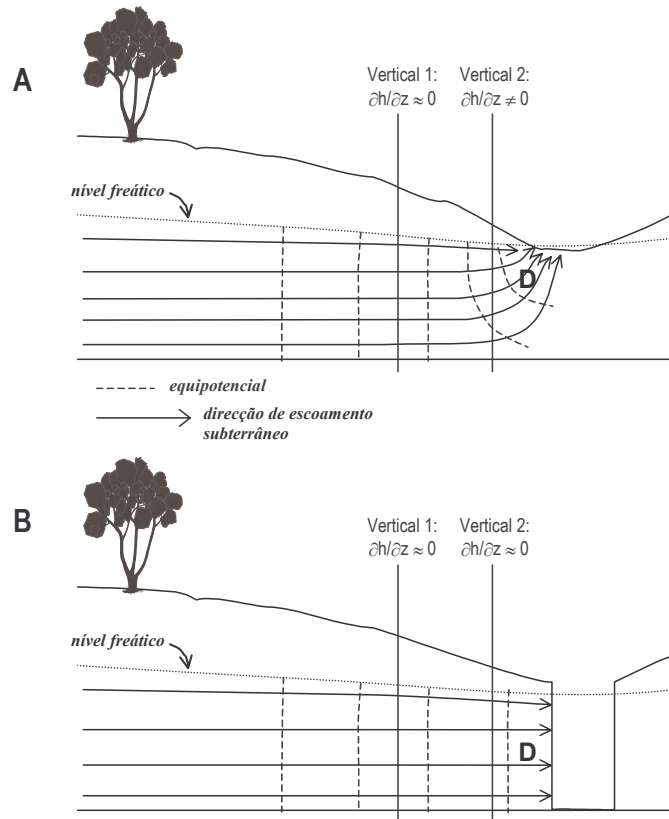 A
Vertical 1:
∂h/∂z ≈ 0
Vertical 2:
∂h/∂z ≠ 0
nível freático
D
equipotencial
direcção de escoamento
subterrâneo
B
Vertical 1:
∂h/∂z ≈ 0
Vertical 2:
∂h/∂z ≈ 0
nível freático
D